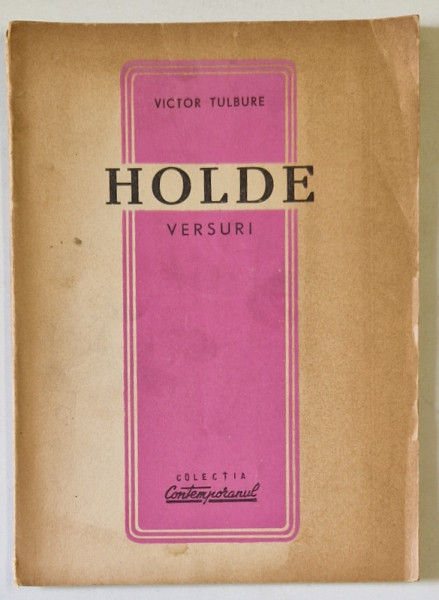 VICTOR TULBURE
HOLDE
VERSURI
COLECȚIA
Contemporanul